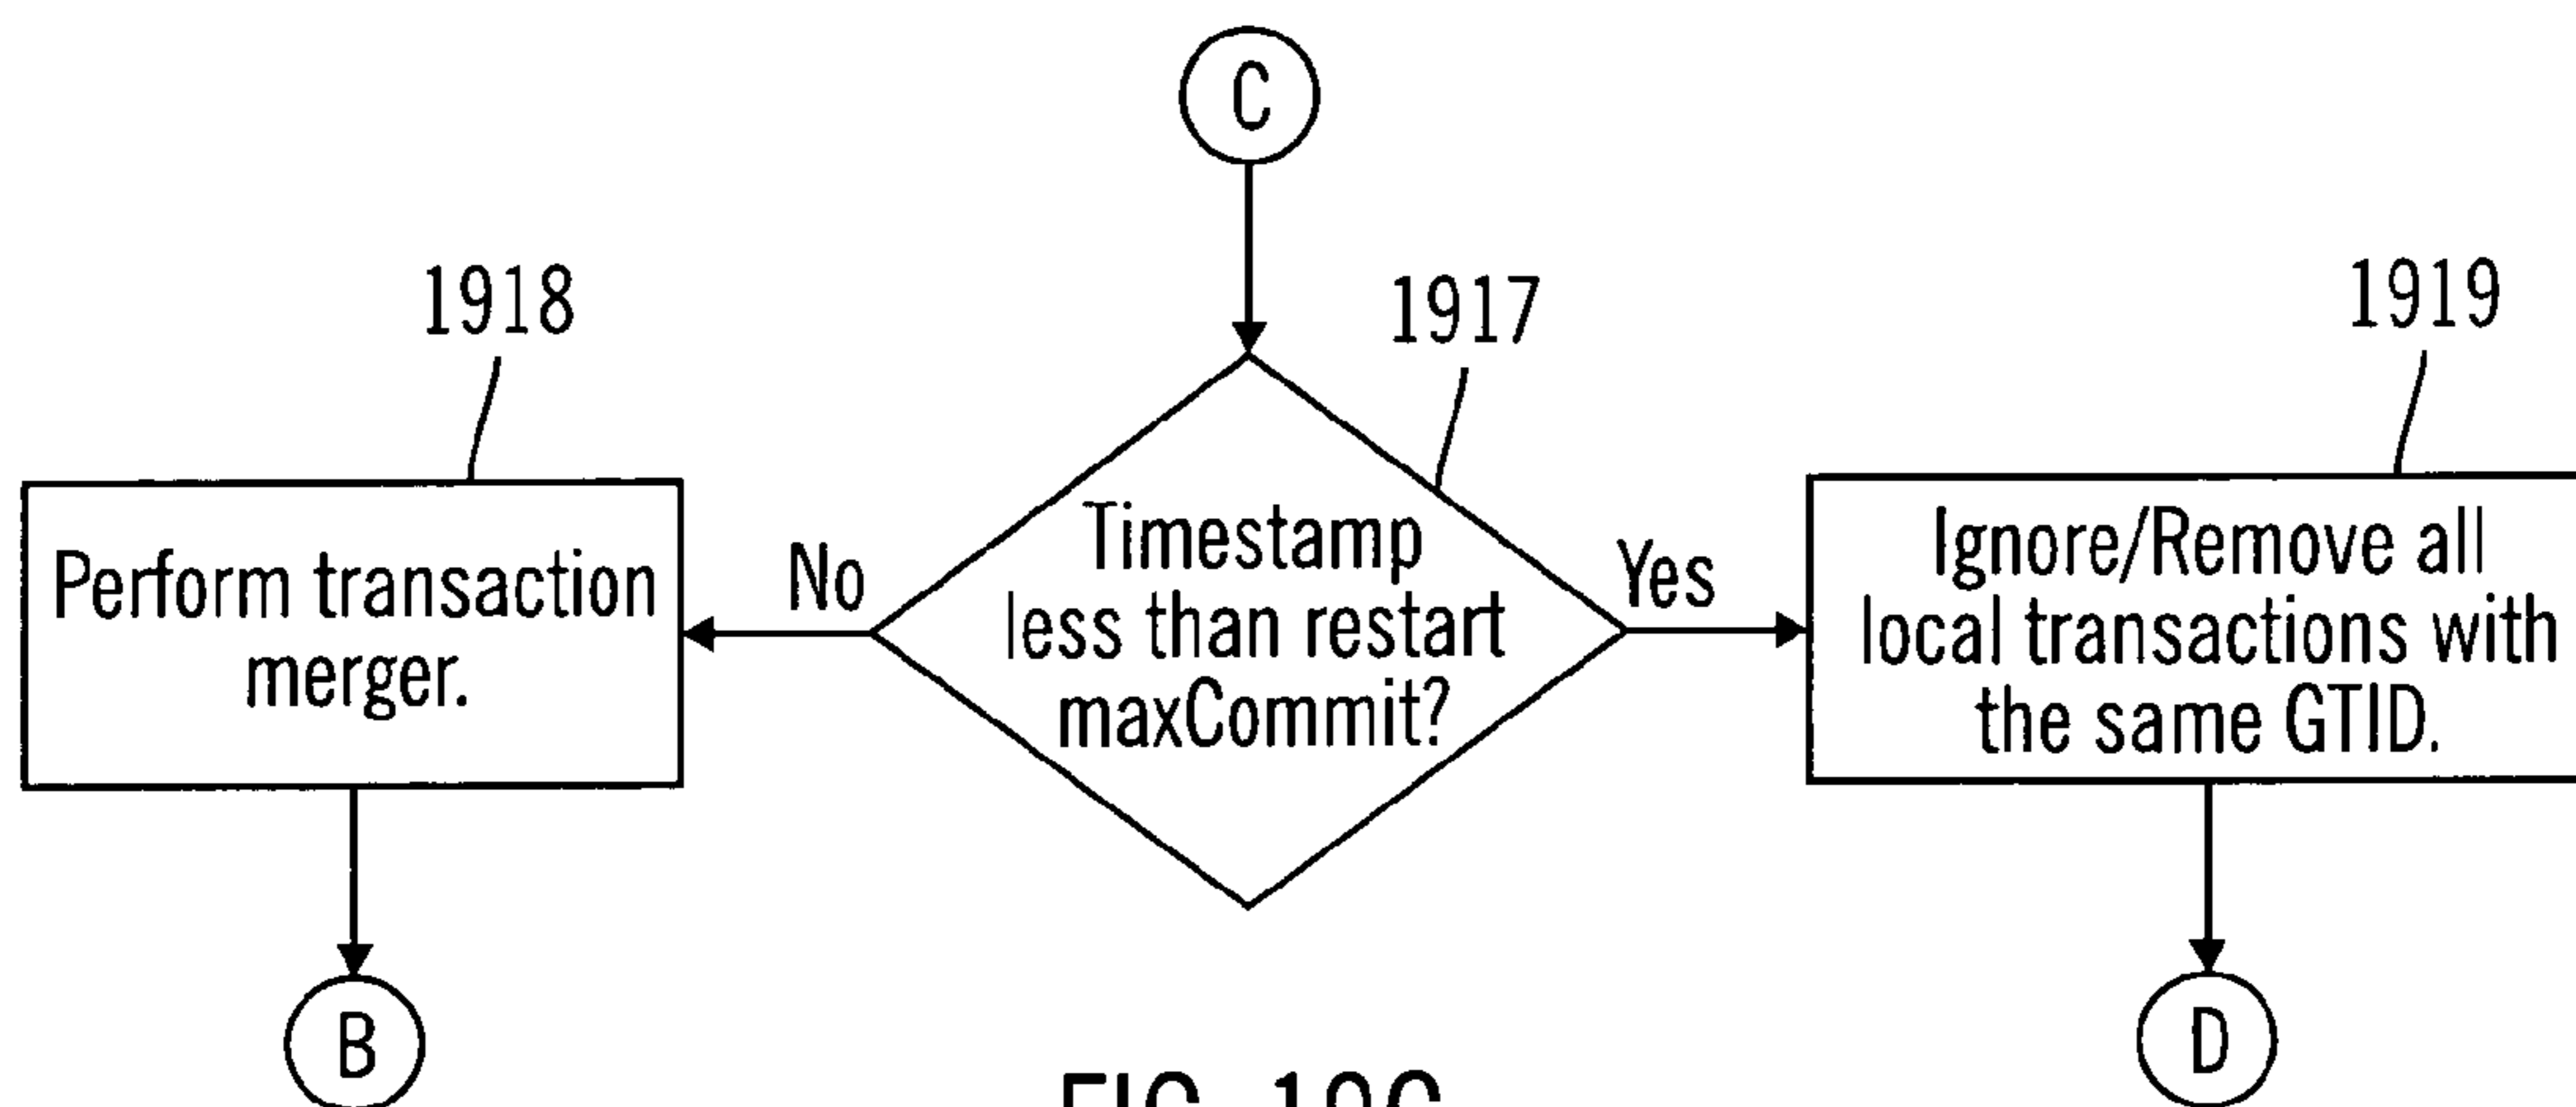 C
1918
1917
1919
Perform transaction
merger.
No
Timestamp
less than restart
maxCommit?
Yes
Ignore/Remove all
local transactions with
the same GTID.
B
D